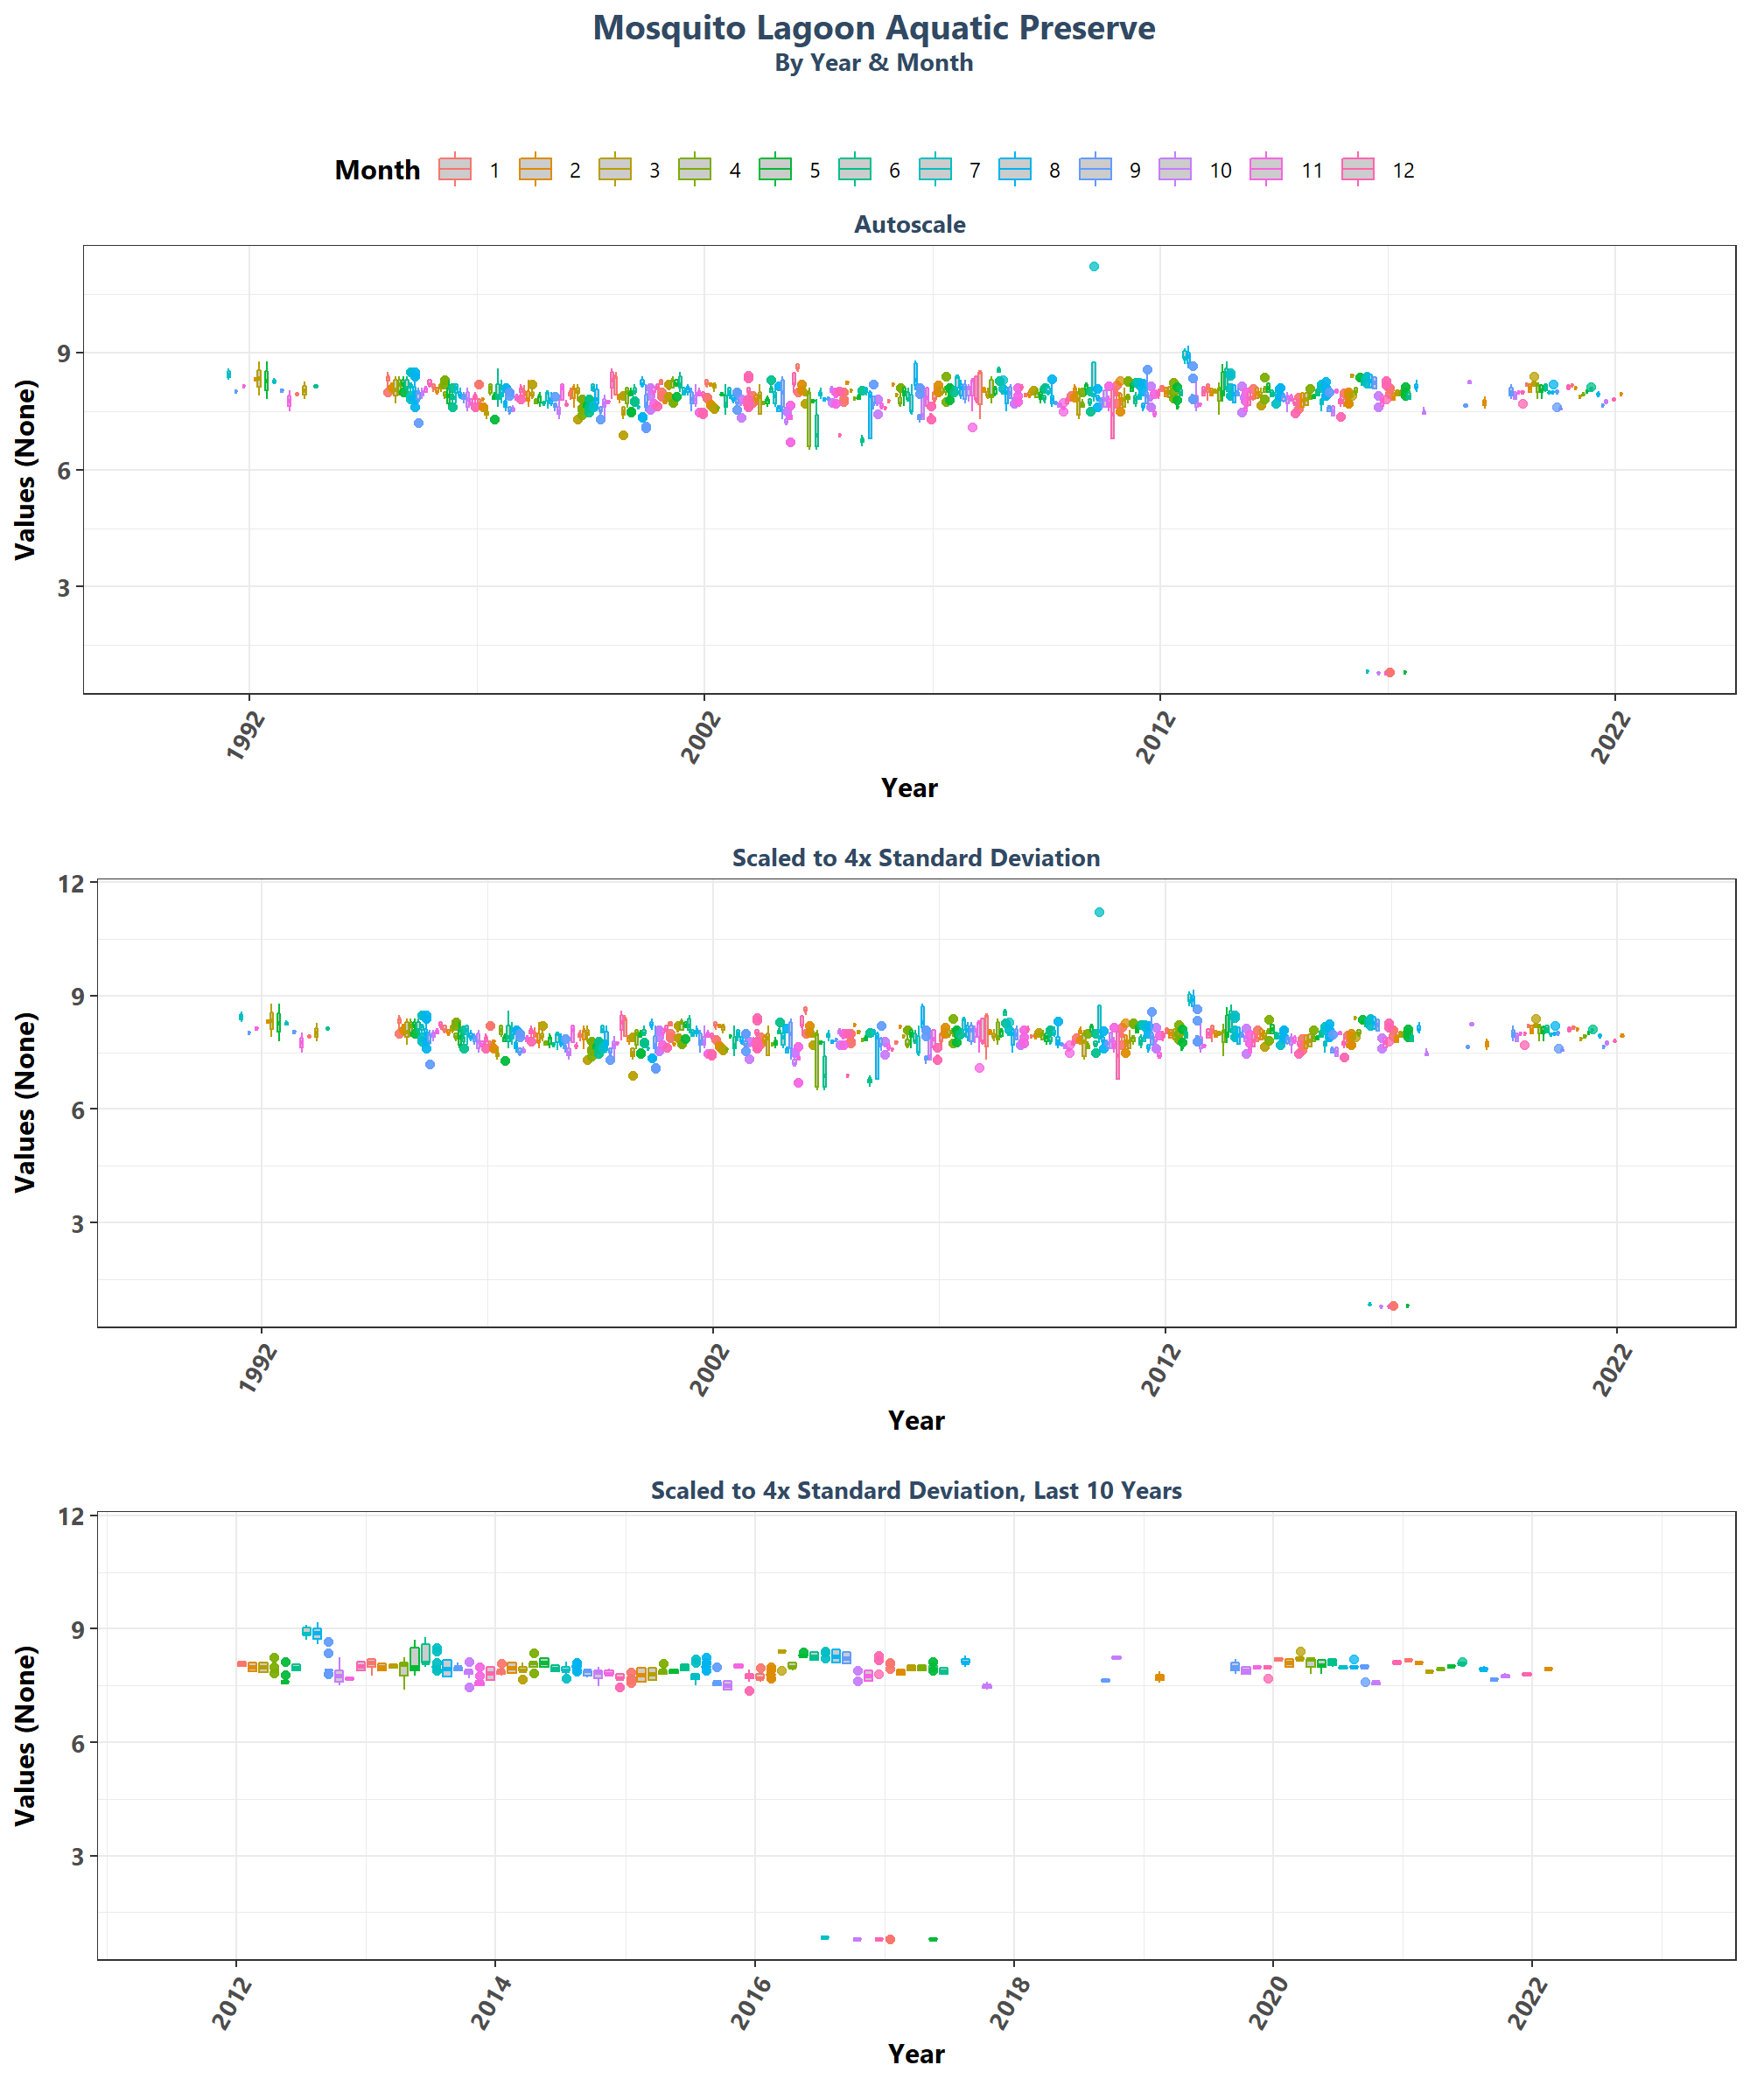 Mosquito Lagoon Aquatic Preserve
By Year & Month
Month 1 2 3 4 5 6 7 8 9 10 11 12
Autoscale
Values (None)
9
6
3
1992 2002 2012 2022
Year
Scaled to 4x Standard Deviation
Values (None)
12
9
6
3
1992 2002 2012 2022
Year
Scaled to 4x Standard Deviation, Last 10 Years
Values (None)
12
9
6
3
2012 2014 2016 2018 2020 2022
Year